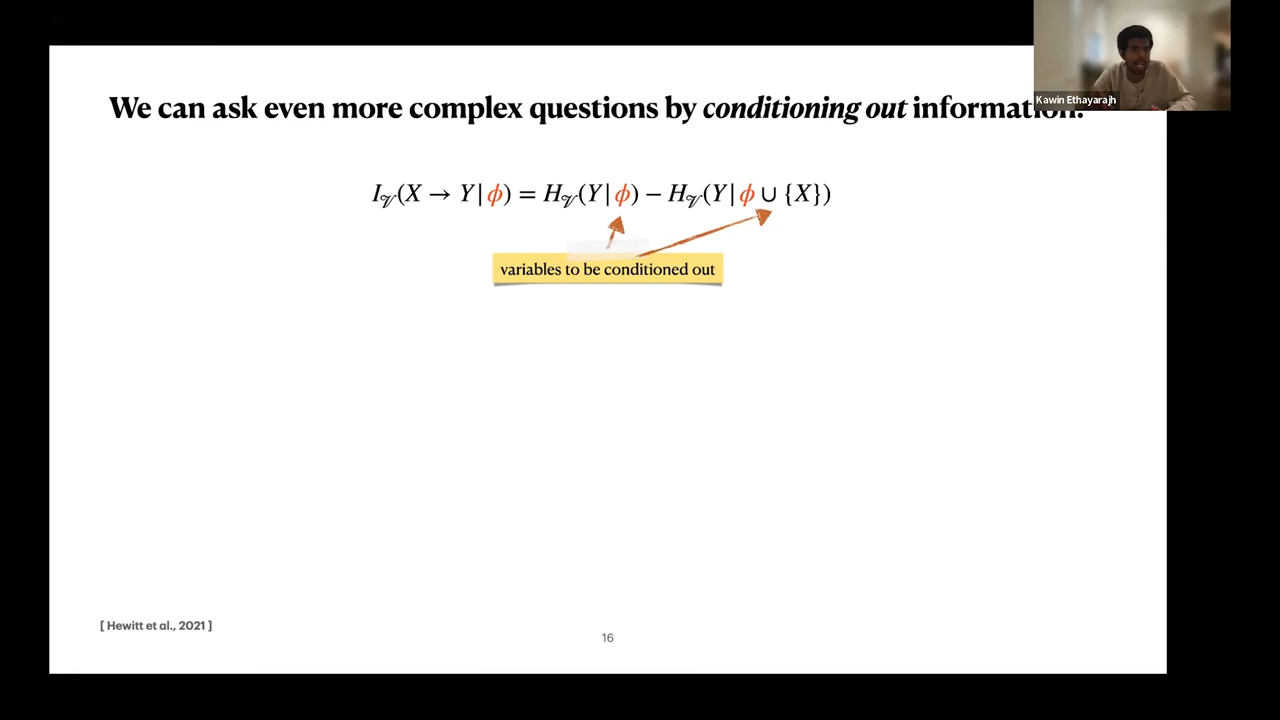 Kawin Ethayarajh
We can ask even more complex questions by conditioning out information.
I𝒱(X → Y|ϕ) = H𝒱(Y|ϕ) − H𝒱(Y|ϕ ∪ {X})
variables to be conditioned out
[ Hewitt et al., 2021 ]
16